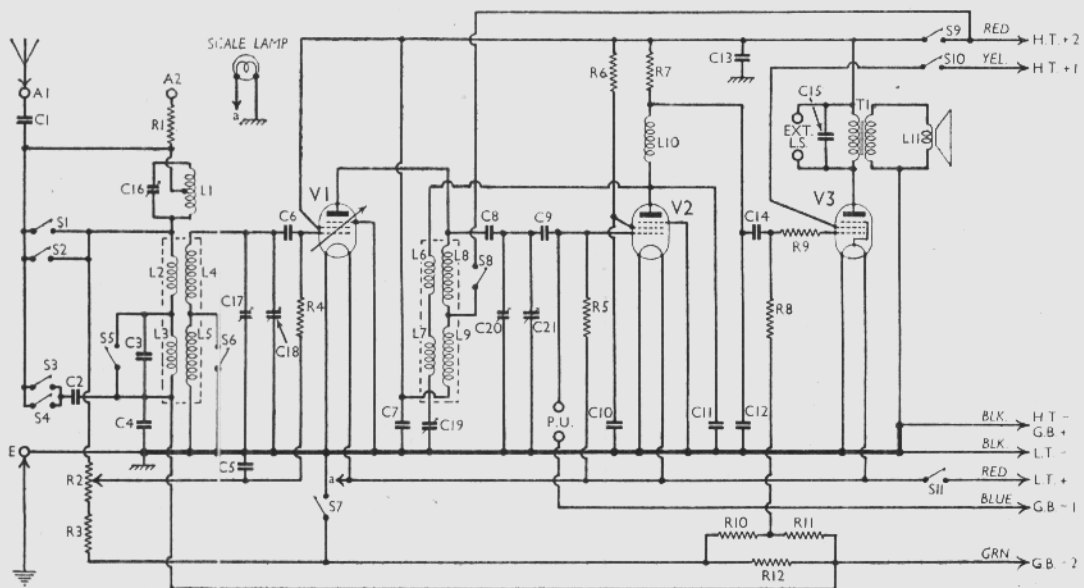 S9 RED H.T.+2
SCALE LAMP
S10 YEL. H.T.+1
A1 A2
C1 R1 a
R6 R7 C13 C15 T1
EXT. L.S. L11
L10
C16 L1 V1 V2 V3
S1 C6 C8 C9 C14
S2 R9
L2 L4 L6 L8 S8
C17 R4 R5 R8
S5 C3 L3 L5 S6 C18 L7 L9 C20 C21
S3
C2
S4
C4 C7 C19 P.U. C10 C11 C12
BLK. H.T.- G.B+
E BLK. L.T.-
C5
R2 a RED L.T.+
S7 S11
BLUE G.B-1
R3 R10 R11
GRN G.B.-2
R12